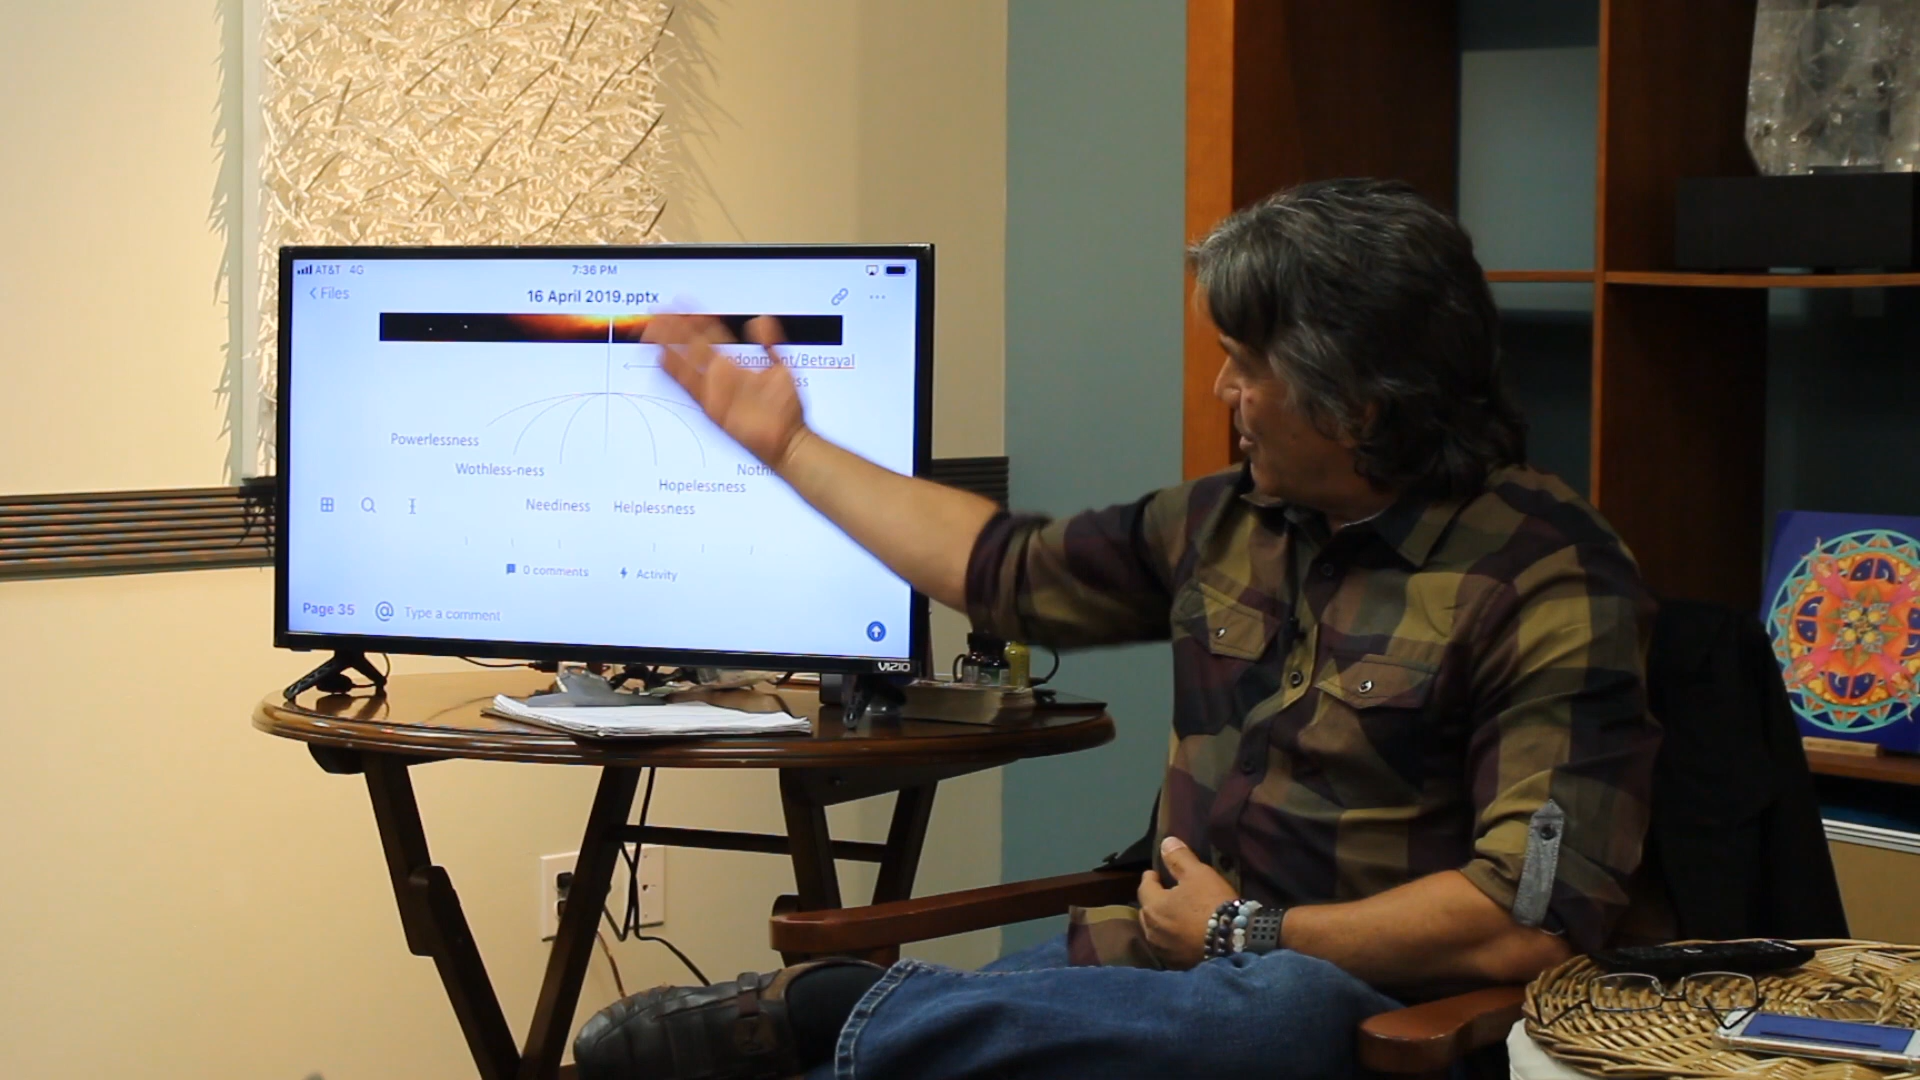 AT&T 4G 7:36 PM
Files
16 April 2019.pptx
Betrayal
Powerlessness
Wothless-ness
Hopelessness
Neediness Helplessness
0 comments Activity
Page 35 @ Type a comment
VIZIO